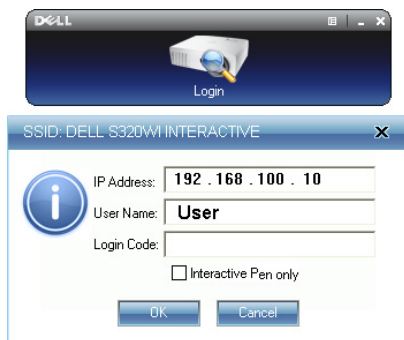 DELL
Login
SSID: DELL S320WI INTERACTIVE
IP Address: 192 . 168 . 100 . 10
User Name: User
Login Code:
Interactive Pen only
OK Cancel